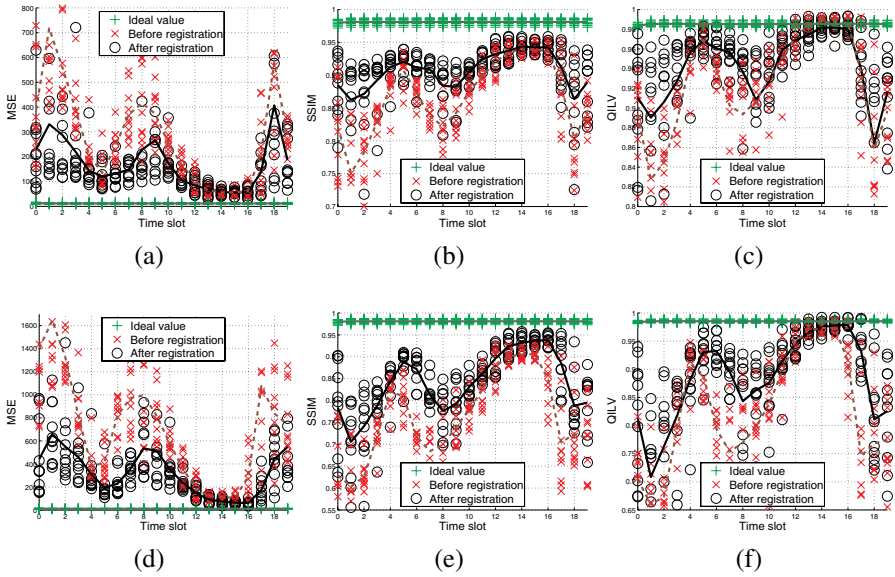 800
700
600
500
400
300
200
100
0
MSE
0 2 4 6 8 10 12 14 16 18
Time slot
Ideal value
Before registration
After registration
(a)
0.95
0.9
0.85
0.8
0.75
0.7
SSIM
0 2 4 6 8 10 12 14 16 18
Time slot
Ideal value
Before registration
After registration
(b)
0.98
0.96
0.89
0.86
0.84
0.82
0.8
QILV
0 2 4 6 8 10 12 14 16 18
Time slot
Ideal value
Before registration
After registration
(c)
1600
1400
1200
1000
800
600
400
200
0
MSE
0 2 4 6 8 10 12 14 16 18
Time slot
Ideal value
Before registration
After registration
(d)
0.95
0.9
0.85
0.8
0.75
0.7
0.65
0.6
0.55
SSIM
0 2 4 6 8 10 12 14 16 18
Time slot
Ideal value
Before registration
After registration
(e)
1
0.95
0.9
0.85
0.8
0.75
0.7
0.65
QILV
0 2 4 6 8 10 12 14 16 18
Time slot
Ideal value
Before registration
After registration
(f)